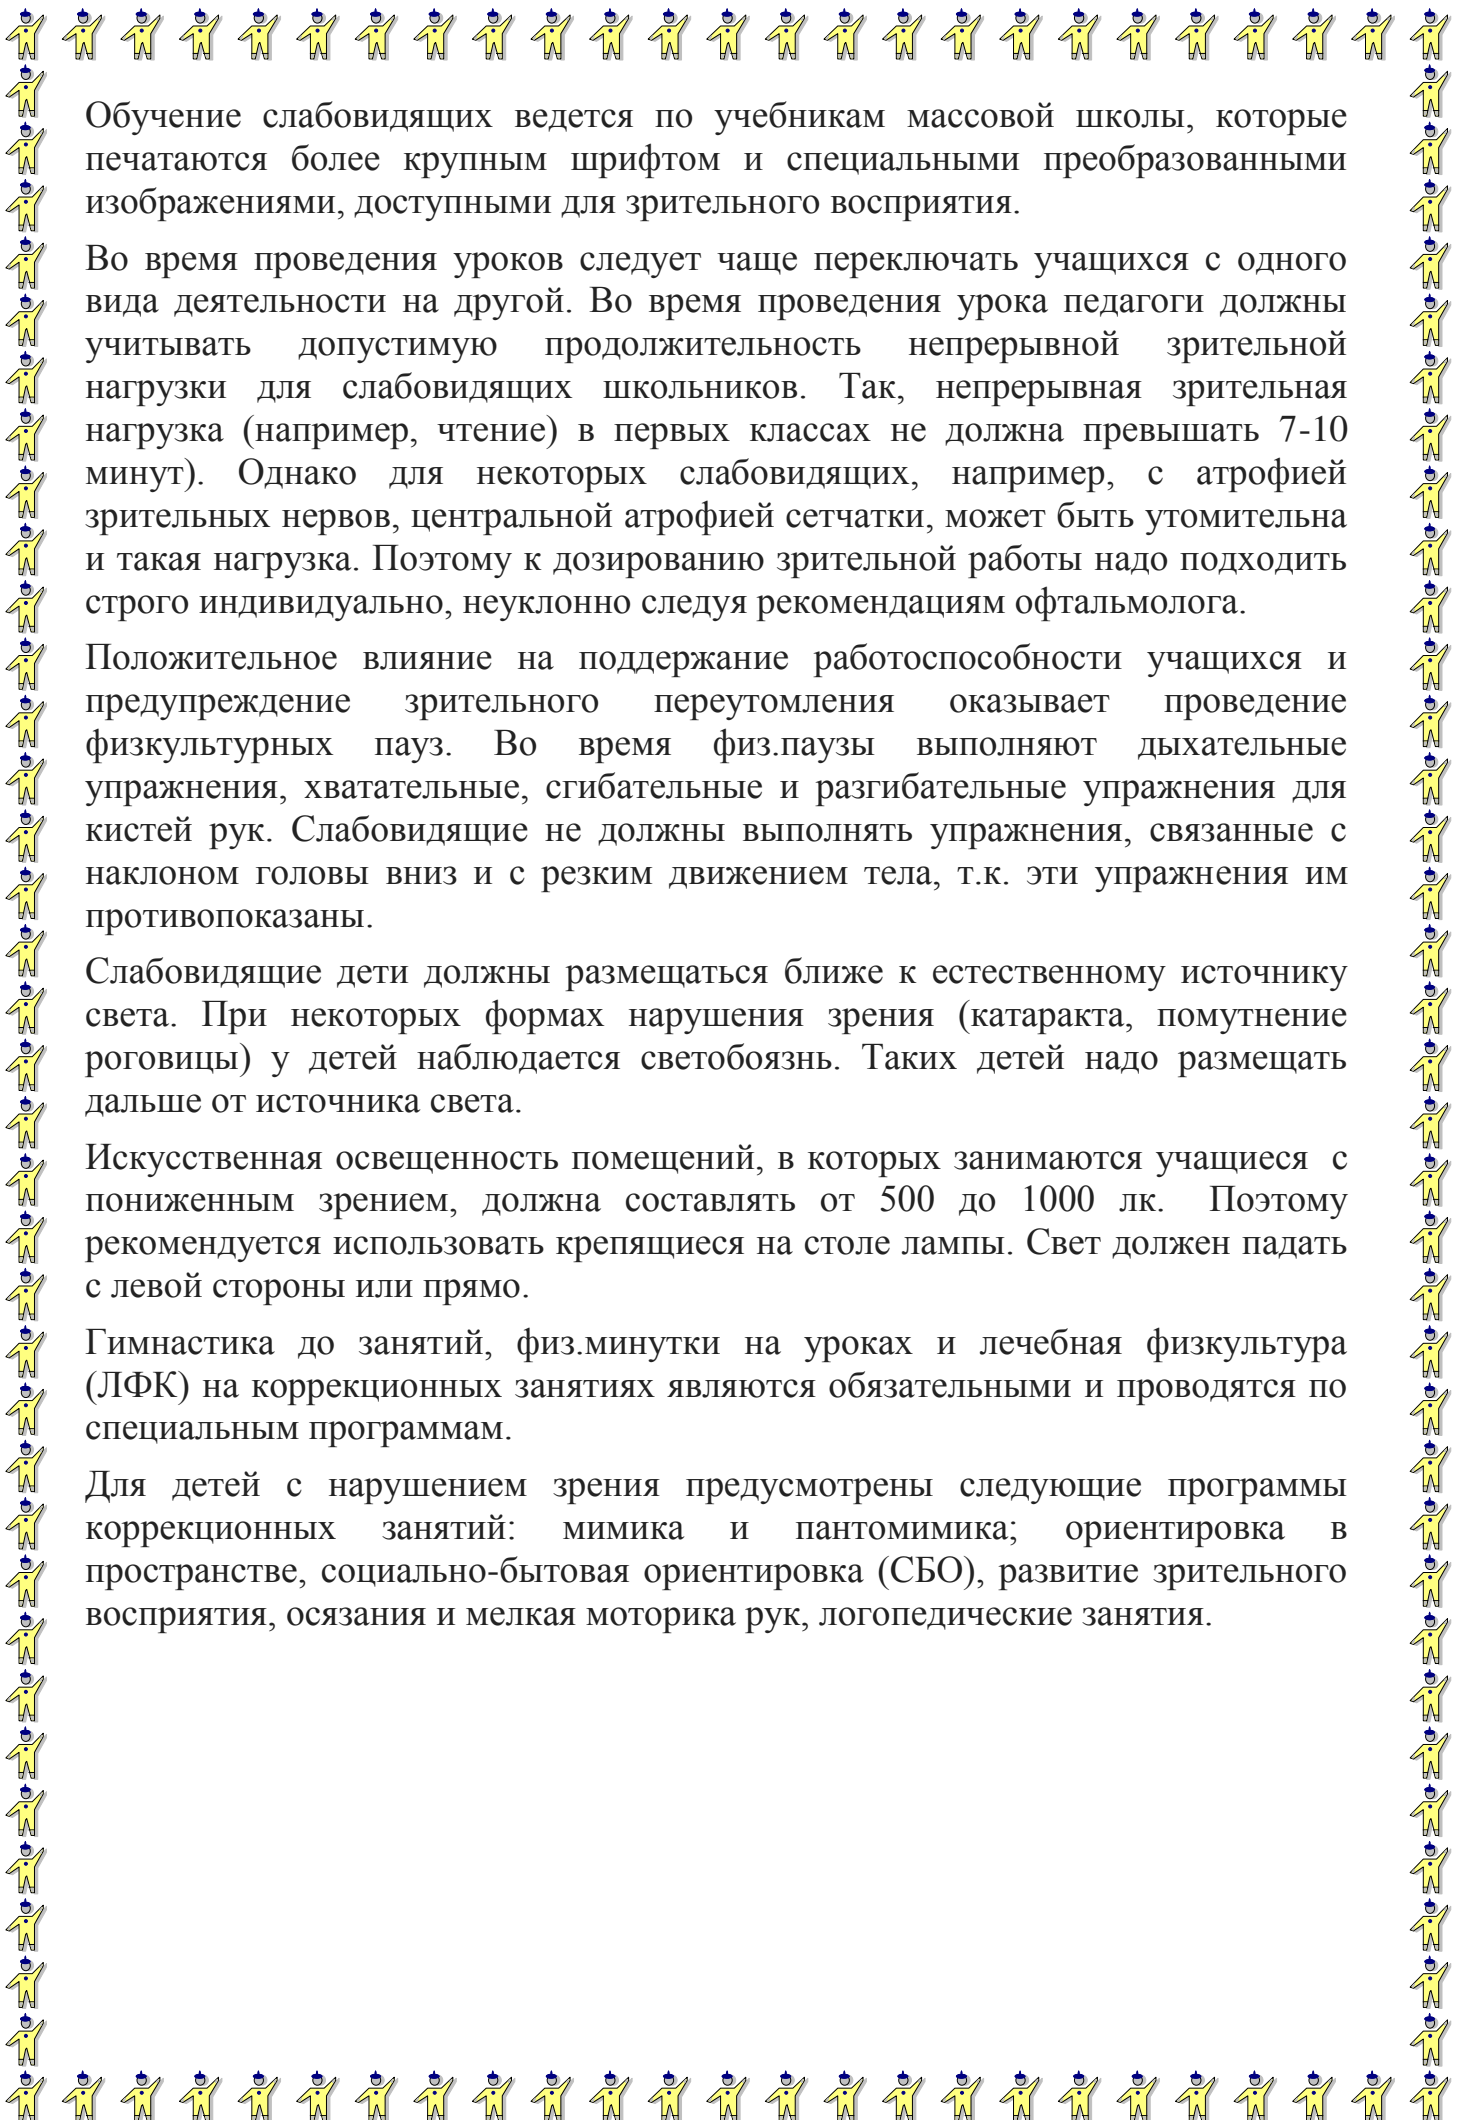 Обучение слабовидящих ведется по учебникам массовой школы, которые
печатаются более крупным шрифтом и специальными преобразованными
изображениями, доступными для зрительного восприятия.
Во время проведения уроков следует чаще переключать учащихся с одного
вида деятельности на другой. Во время проведения урока педагоги должны
учитывать допустимую продолжительность непрерывной зрительной
нагрузки для слабовидящих школьников. Так, непрерывная зрительная
нагрузка (например, чтение) в первых классах не должна превышать 7-10
минут). Однако для некоторых слабовидящих, например, с атрофией
зрительных нервов, центральной атрофией сетчатки, может быть утомительна
и такая нагрузка. Поэтому к дозированию зрительной работы надо подходить
строго индивидуально, неуклонно следуя рекомендациям офтальмолога.
Положительное влияние на поддержание работоспособности учащихся и
предупреждение зрительного переутомления оказывает проведение
физкультурных пауз. Во время физ.паузы выполняют дыхательные
упражнения, хватательные, сгибательные и разгибательные упражнения для
кистей рук. Слабовидящие не должны выполнять упражнения, связанные с
наклоном головы вниз и с резким движением тела, т.к. эти упражнения им
противопоказаны.
Слабовидящие дети должны размещаться ближе к естественному источнику
света. При некоторых формах нарушения зрения (катаракта, помутнение
роговицы) у детей наблюдается светобоязнь. Таких детей надо размещать
дальше от источника света.
Искусственная освещенность помещений, в которых занимаются учащиеся с
пониженным зрением, должна составлять от 500 до 1000 лк. Поэтому
рекомендуется использовать крепящиеся на столе лампы. Свет должен падать
с левой стороны или прямо.
Гимнастика до занятий, физ.минутки на уроках и лечебная физкультура
(ЛФК) на коррекционных занятиях являются обязательными и проводятся по
специальным программам.
Для детей с нарушением зрения предусмотрены следующие программы
коррекционных занятий: мимика и пантомимика; ориентировка в
пространстве, социально-бытовая ориентировка (СБО), развитие зрительного
восприятия, осязания и мелкая моторика рук, логопедические занятия.